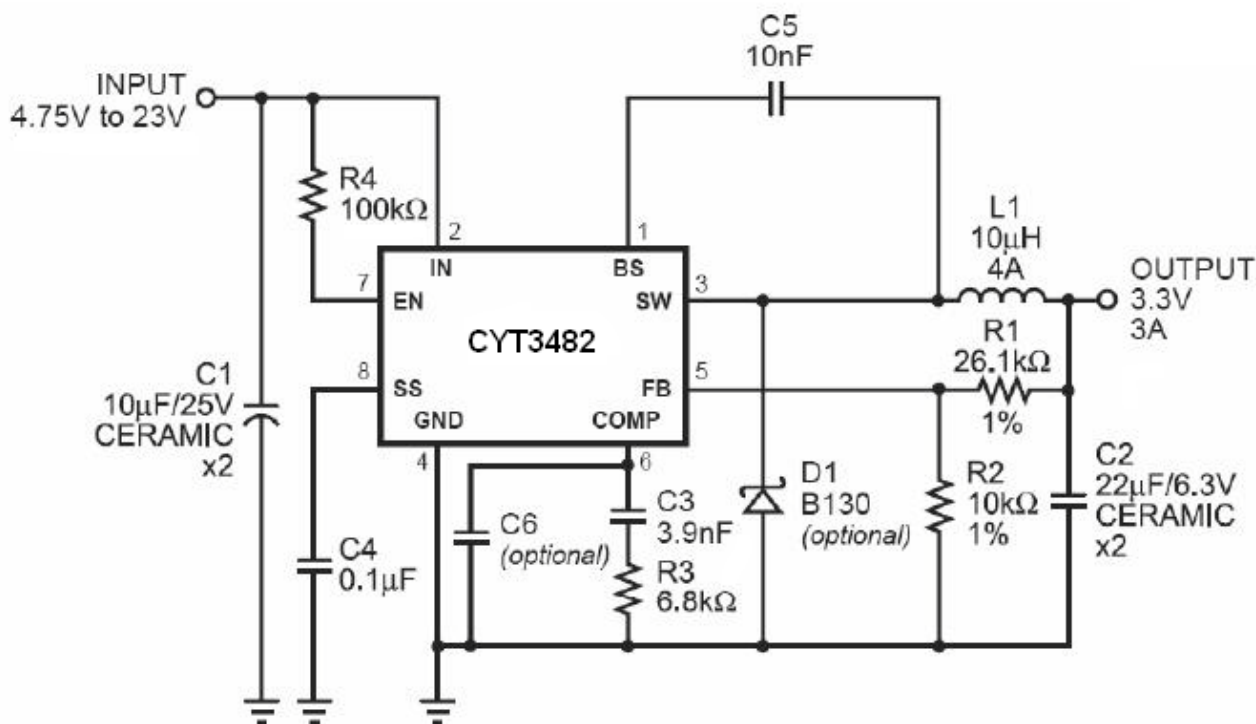 C5
10nF
INPUT
4.75V to 23V
R4
100kΩ
2
1
L1
10μH
4A
IN
BS
OUTPUT
3.3V
3A
7
EN
SW
3
CYT3482
R1
26.1kΩ
1%
8
SS
FB
5
C1
10μF/25V
CERAMIC
x2
GND
COMP
4
6
C6
(optional)
C3
3.9nF
D1
B130
(optional)
R2
10kΩ
1%
C2
22μF/6.3V
CERAMIC
x2
C4
0.1μF
R3
6.8kΩ